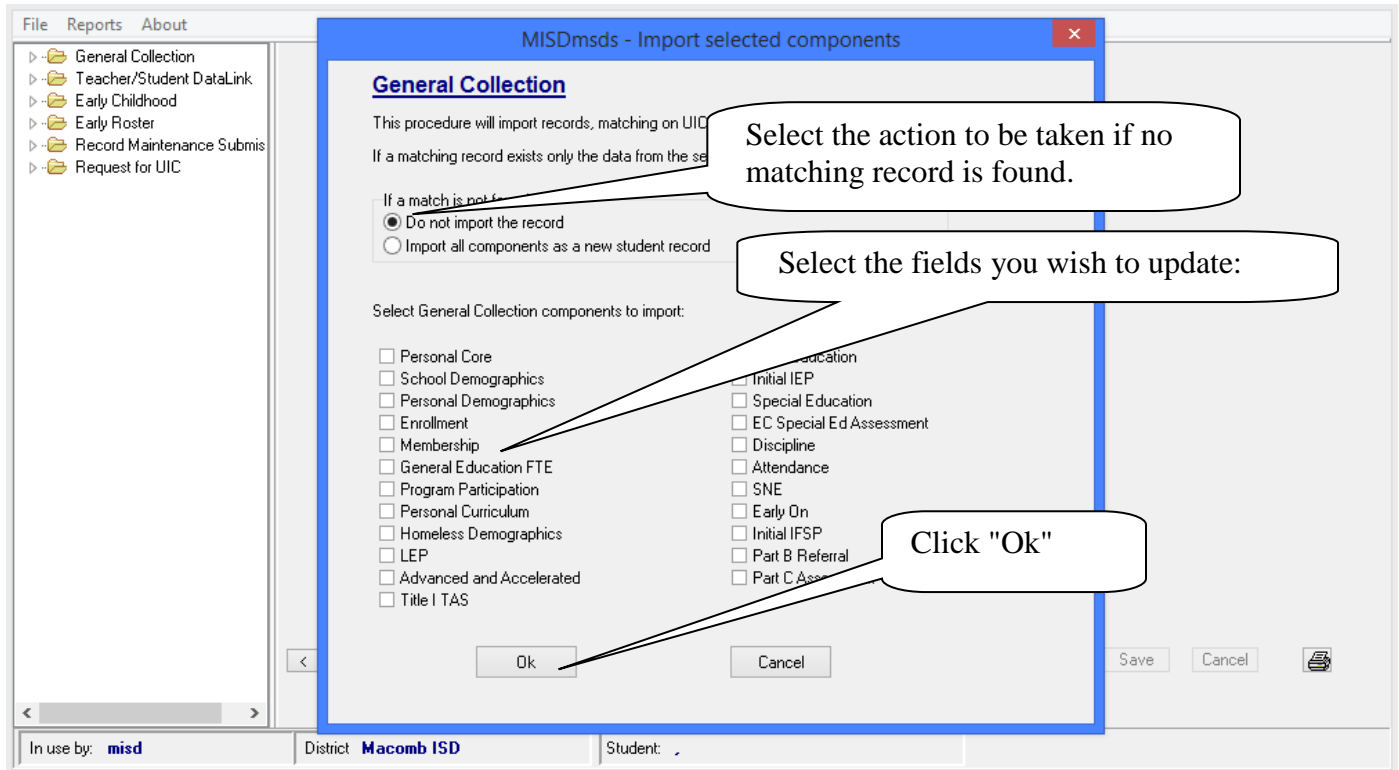 File Reports About
MISDmsds - Import selected components
General Collection
Teacher/Student DataLink
Early Childhood
Early Roster
Record Maintenance Submis
Request for UIC
General Collection
This procedure will import records, matching on UIC
If a matching record exists only the data from the se
Select the action to be taken if no
matching record is found.
If a match is not
Do not import the record
Import all components as a new student record
Select the fields you wish to update:
Select General Collection components to import:
Personal Core
School Demographics
Personal Demographics
Enrollment
Membership
General Education FTE
Program Participation
Personal Curriculum
Homeless Demographics
LEP
Advanced and Accelerated
Title I TAS
Initial IEP
Special Education
EC Special Ed Assessment
Discipline
Attendance
SNE
Early On
Initial IFSP
Part B Referral
Part C
Click "Ok"
Ok
Cancel
<
Save
Cancel
< >
In use by: misd
District Macomb ISD
Student: ,